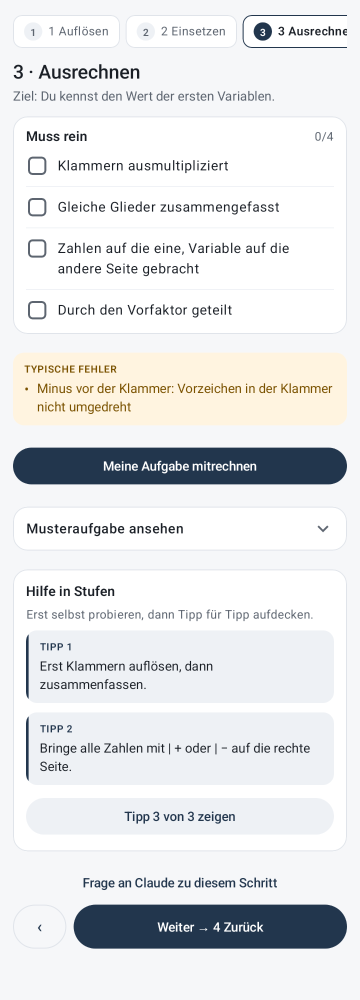 1 1 Auflösen 2 2 Einsetzen 3 3 Ausrechne
3 · Ausrechnen
Ziel: Du kennst den Wert der ersten Variablen.
Muss rein 0/4
Klammern ausmultipliziert
Gleiche Glieder zusammengefasst
Zahlen auf die eine, Variable auf die
andere Seite gebracht
Durch den Vorfaktor geteilt
TYPISCHE FEHLER
• Minus vor der Klammer: Vorzeichen in der Klammer
nicht umgedreht
Meine Aufgabe mitrechnen
Musteraufgabe ansehen
Hilfe in Stufen
Erst selbst probieren, dann Tipp für Tipp aufdecken.
TIPP 1
Erst Klammern auflösen, dann
zusammenfassen.
TIPP 2
Bringe alle Zahlen mit | + oder | − auf die rechte
Seite.
Tipp 3 von 3 zeigen
Frage an Claude zu diesem Schritt
‹ Weiter → 4 Zurück